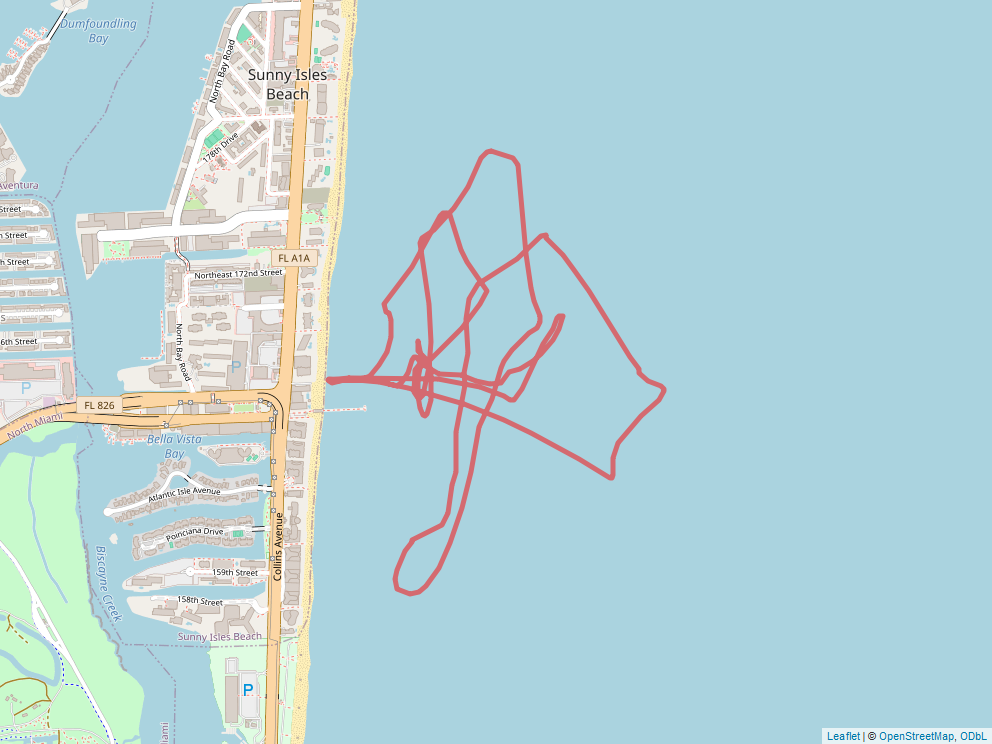 Dumfoundling
Bay
North Bay Road
Sunny Isles
Beach
178th Drive
Aventura
Street
Street
th Street
FL A1A
Northeast 172nd Street
S
6th Street
North Bay Road
P
P
FL 826
North Miami
Bella Vista
Bay
Atlantic Isle Avenue
Poinciana Drive
Collins Avenue
Biscayne Creek
159th Street
158th Street
Sunny Isles Beach
P
Miami
Leaflet | © OpenStreetMap, ODbL